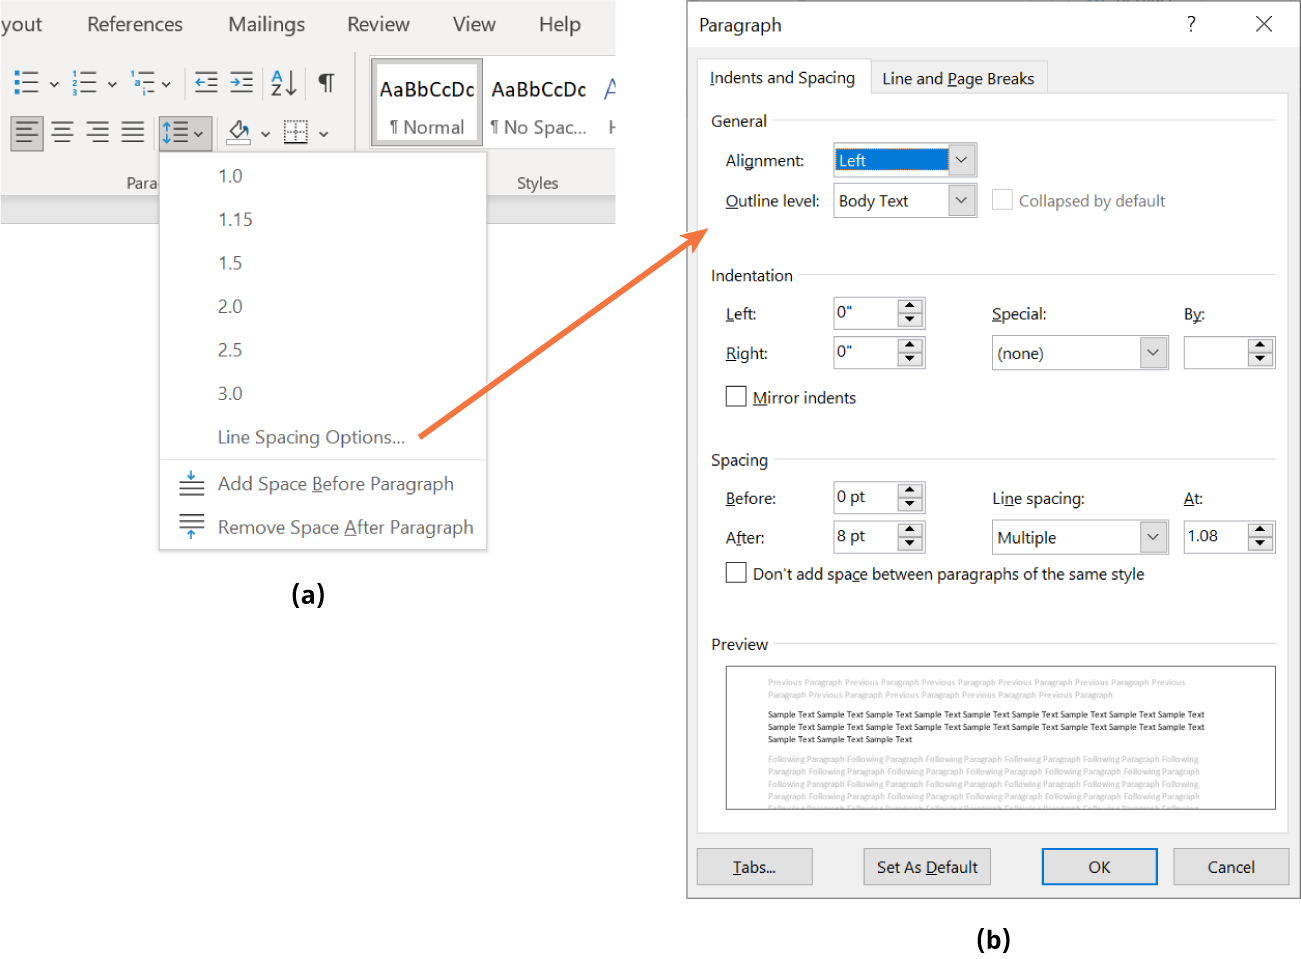 yout References Mailings Review View Help
AaBbCcDc AaBbCcDc A
¶ Normal ¶ No Spac... H
Para Styles
1.0
1.15
1.5
2.0
2.5
3.0
Line Spacing Options...
Add Space Before Paragraph
Remove Space After Paragraph
(a)
Paragraph ?
Indents and Spacing Line and Page Breaks
General
Alignment: Left
Outline level: Body Text Collapsed by default
Indentation
Left: 0" Special: By:
Right: 0" (none)
Mirror indents
Spacing
Before: 0 pt Line spacing: At:
After: 8 pt Multiple 1.08
Don't add space between paragraphs of the same style
Preview
Previous Paragraph Previous Paragraph Previous Paragraph Previous Paragraph Previous Paragraph Previous
Paragraph Previous Paragraph Previous Paragraph Previous Paragraph Previous Paragraph
Sample Text Sample Text Sample Text Sample Text Sample Text Sample Text Sample Text Sample Text Sample Text
Sample Text Sample Text Sample Text Sample Text Sample Text Sample Text Sample Text Sample Text Sample Text
Sample Text Sample Text Sample Text
Following Paragraph Following Paragraph Following Paragraph Following Paragraph Following Paragraph Following
Paragraph Following Paragraph Following Paragraph Following Paragraph Following Paragraph Following Paragraph
Following Paragraph Following Paragraph Following Paragraph Following Paragraph Following Paragraph Following
Paragraph Following Paragraph Following Paragraph Following Paragraph Following Paragraph Following Paragraph
Following Paragraph Following Paragraph Following Paragraph Following Paragraph Following Paragraph Following
Tabs... Set As Default OK Cancel
(b)